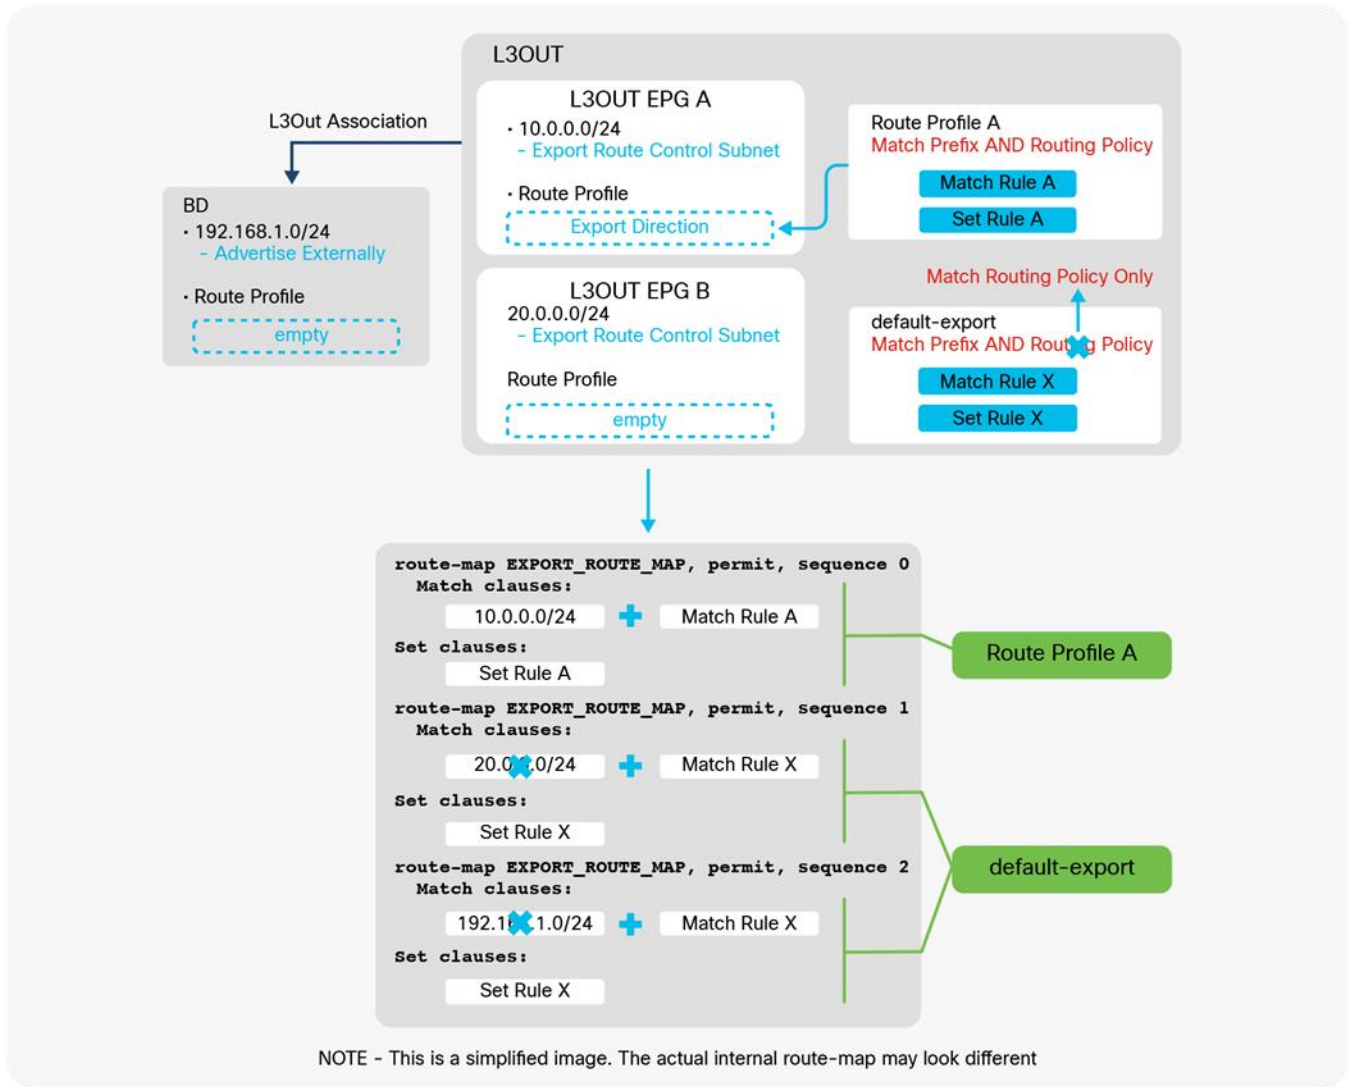 L3OUT
L3OUT EPG A
· 10.0.0.0/24
- Export Route Control Subnet
· Route Profile
Export Direction
Route Profile A
Match Prefix AND Routing Policy
Match Rule A
Set Rule A
L3Out Association
BD
· 192.168.1.0/24
- Advertise Externally
· Route Profile
empty
L3OUT EPG B
20.0.0.0/24
- Export Route Control Subnet
Route Profile
empty
Match Routing Policy Only
default-export
Match Prefix AND Routing Policy
Match Rule X
Set Rule X
route-map EXPORT_ROUTE_MAP, permit, sequence 0
Match clauses:
10.0.0.0/24
Match Rule A
Set clauses:
Set Rule A
Route Profile A
route-map EXPORT_ROUTE_MAP, permit, sequence 1
Match clauses:
20.0.0.0/24
Match Rule X
Set clauses:
Set Rule X
route-map EXPORT_ROUTE_MAP, permit, sequence 2
Match clauses:
192.168.1.0/24
Match Rule X
Set clauses:
Set Rule X
default-export
NOTE - This is a simplified image. The actual internal route-map may look different